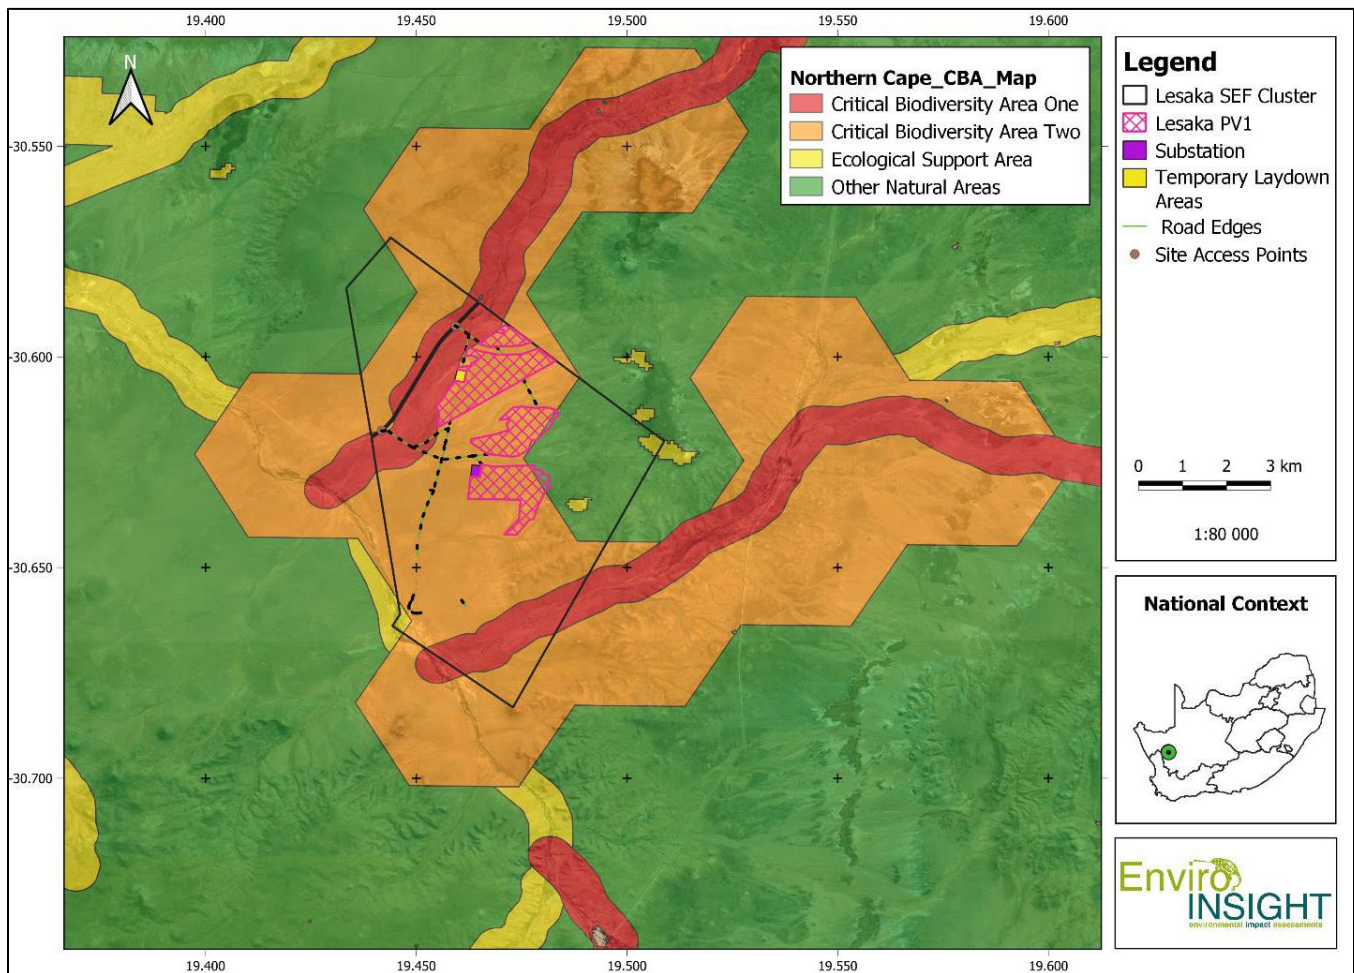 19.400 19.450 19.500 19.550 19.600
N
Northern Cape_CBA_Map
Critical Biodiversity Area One
Critical Biodiversity Area Two
Ecological Support Area
Other Natural Areas
30.550
30.600
30.650
30.700
19.400 19.450 19.500 19.550 19.600
Legend
Lesaka SEF Cluster
Lesaka PV1
Substation
Temporary Laydown
Areas
Road Edges
Site Access Points
0 1 2 3 km
1:80 000
National Context
Enviro
INSIGHT
environmental impact assessments